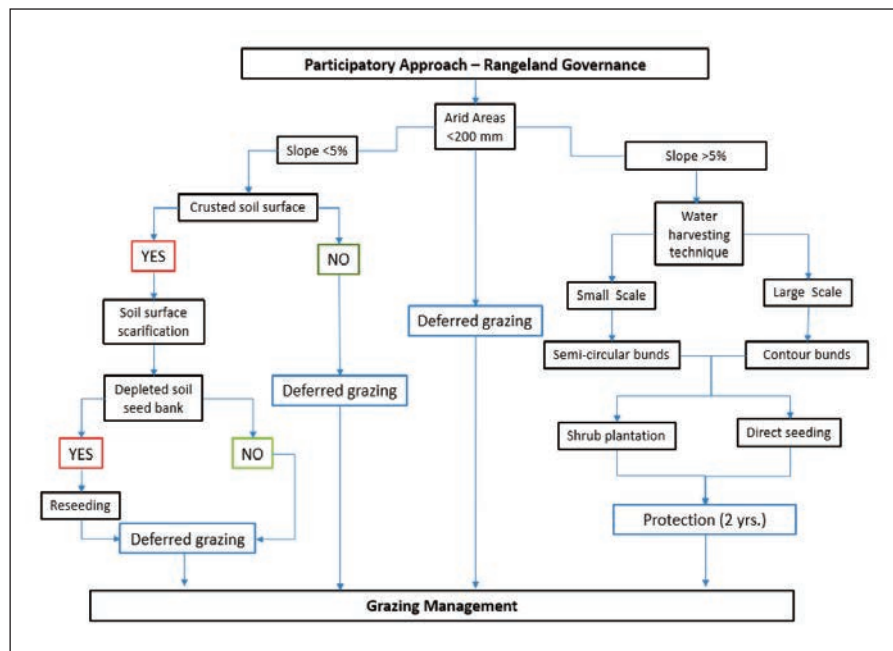 Participatory Approach – Rangeland Governance
Arid Areas
<200 mm
Slope <5%
Slope >5%
Crusted soil surface
Water
harvesting
technique
YES
NO
Small Scale
Large Scale
Soil surface
scarification
Deferred grazing
Semi-circular bunds
Contour bunds
Depleted soil
seed bank
Deferred grazing
Shrub plantation
Direct seeding
YES
NO
Reseeding
Deferred grazing
Protection (2 yrs.)
Grazing Management